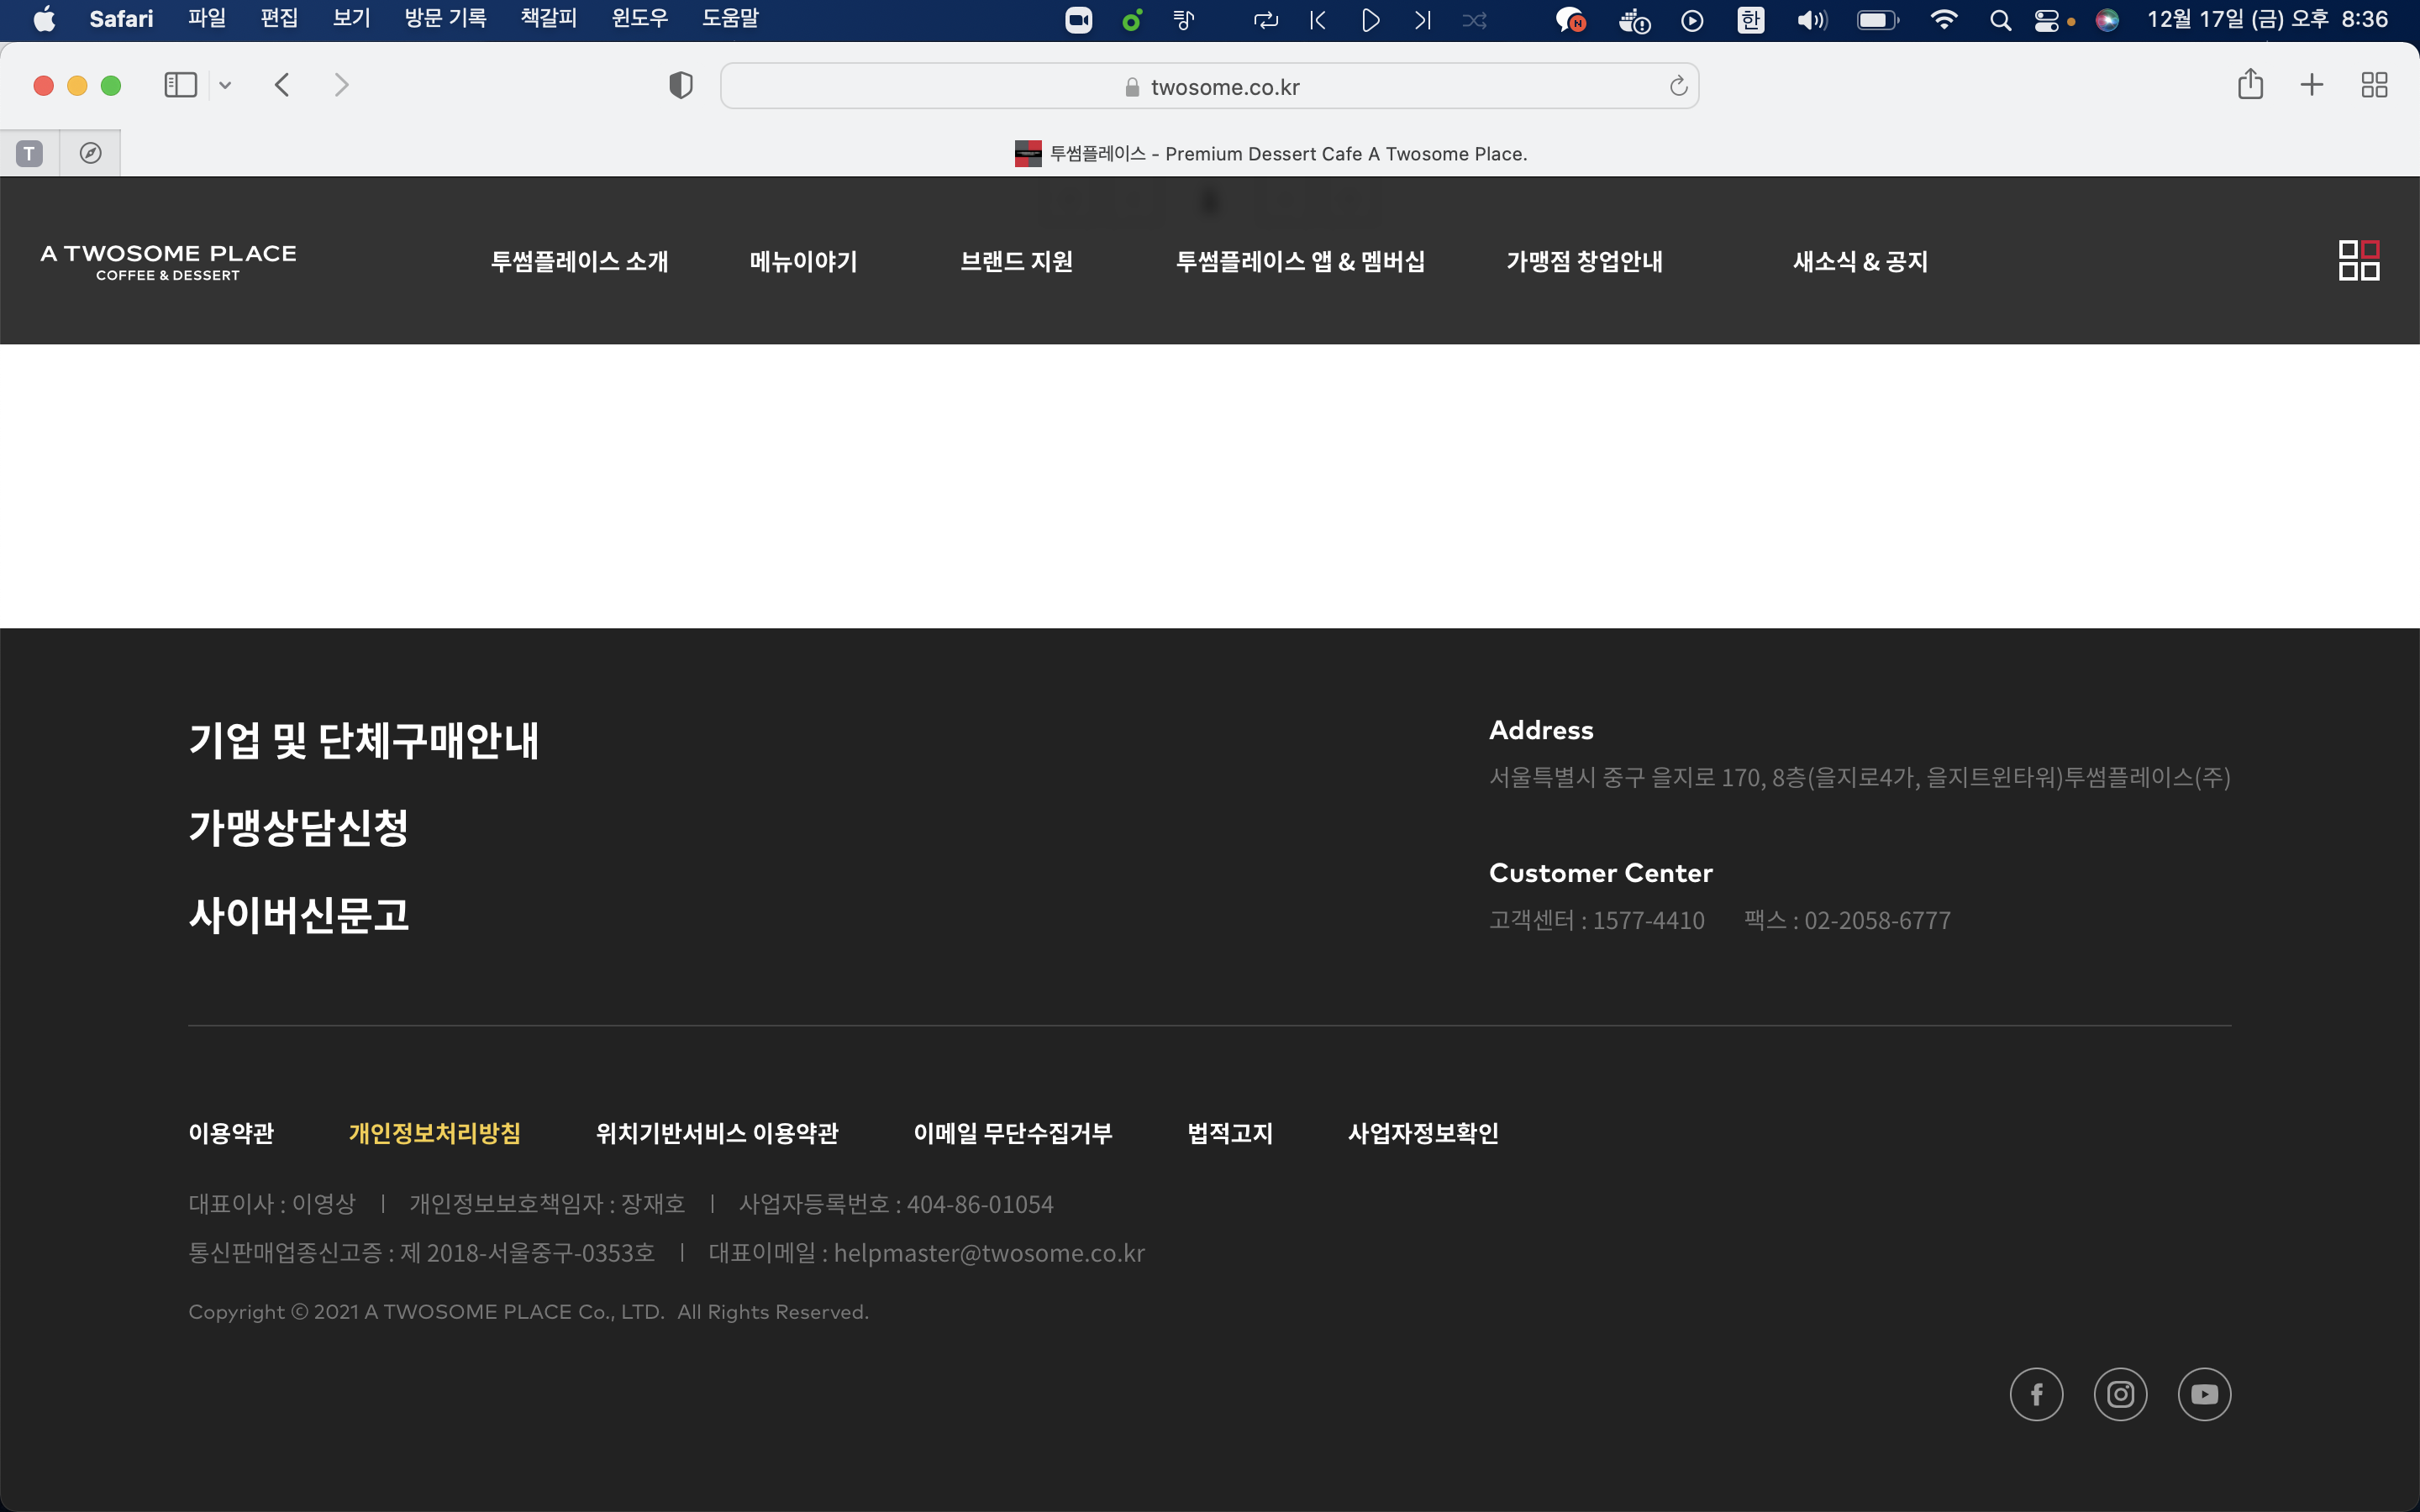 Safari 파일 편집 보기 방문 기록 책갈피 윈도우 도움말 N 한 12월 17일 (금) 오후 8:36
twosome.co.kr
T 투썸플레이스 - Premium Dessert Cafe A Twosome Place.
A TWOSOME PLACE
COFFEE & DESSERT
투썸플레이스 소개 메뉴이야기 브랜드 지원 투썸플레이스 앱 & 멤버십 가맹점 창업안내 새소식 & 공지
기업 및 단체구매안내
가맹상담신청
사이버신문고
Address
서울특별시 중구 을지로 170, 8층(을지로4가, 을지트윈타워)투썸플레이스(주)
Customer Center
고객센터 : 1577-4410 팩스 : 02-2058-6777
이용약관 개인정보처리방침 위치기반서비스 이용약관 이메일 무단수집거부 법적고지 사업자정보확인
대표이사 : 이영상 | 개인정보보호책임자 : 장재호 | 사업자등록번호 : 404-86-01054
통신판매업종신고증 : 제 2018-서울중구-0353호 | 대표이메일 : helpmaster@twosome.co.kr
Copyright ⓒ 2021 A TWOSOME PLACE Co., LTD. All Rights Reserved.